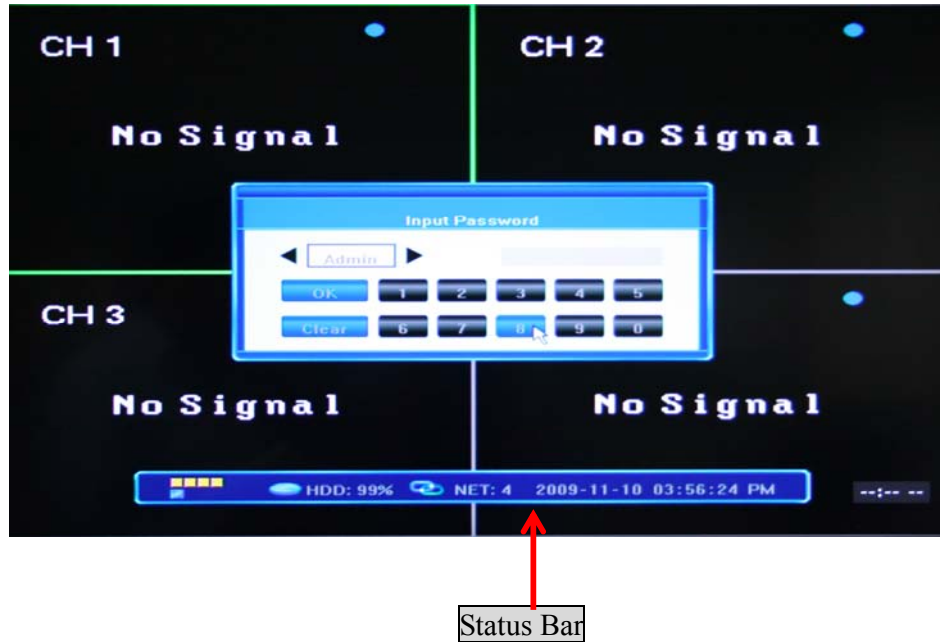 CH 1
CH 2
No Signal
No Signal
Input Password
Admin
OK 1 2 3 4 5
Clear 6 7 8 9 0
CH 3
No Signal
No Signal
HDD: 99% NET: 4 2009-11-10 03:56:24 PM
--:-- --
Status Bar